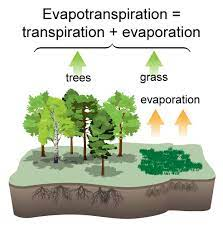 Evapotranspiration =
transpiration + evaporation
trees
grass
evaporation